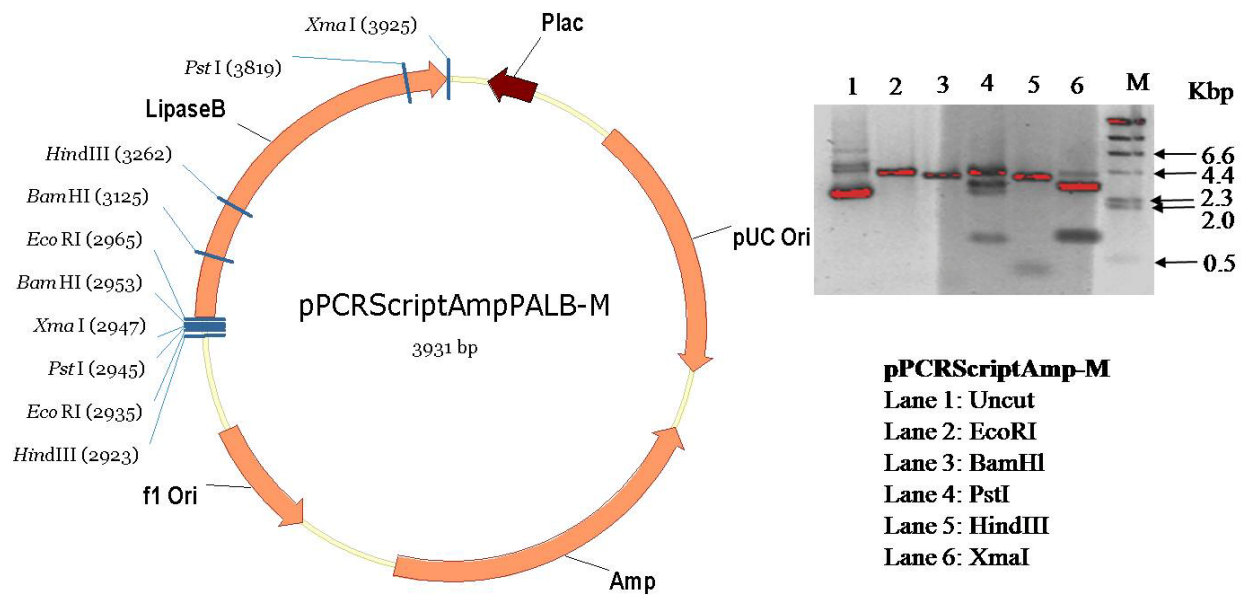 XmaI (3925)
Plac
PstI (3819)
LipaseB
HindIII (3262)
BamHI (3125)
EcoRI (2965)
BamHI (2953)
XmaI (2947)
PstI (2945)
EcoRI (2935)
HindIII (2923)
f1 Ori
pPCRScriptAmpPALB-M
3931 bp
pUC Ori
Amp
1 2 3 4 5 6 M Kbp
6.6
4.4
2.3
2.0
0.5
pPCRScriptAmp-M
Lane 1: Uncut
Lane 2: EcoRI
Lane 3: BamHl
Lane 4: PstI
Lane 5: HindIII
Lane 6: XmaI